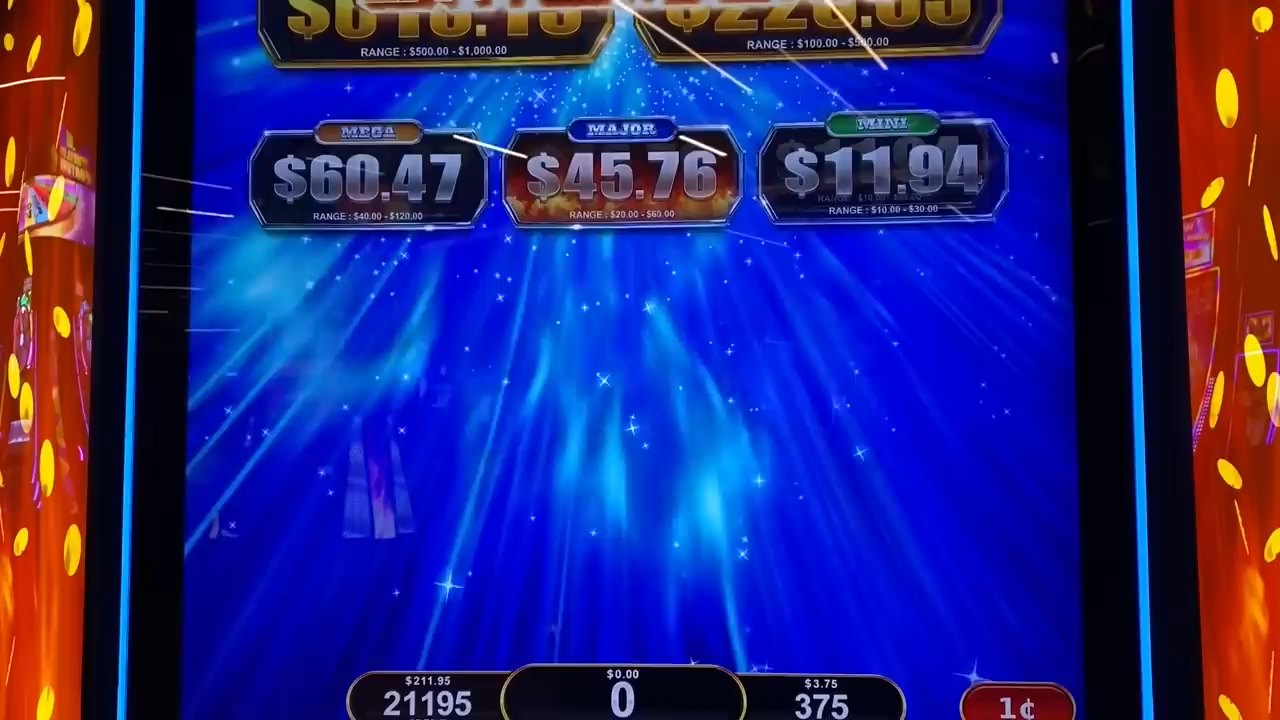 RANGE : $500.00 - $1,000.00
RANGE : $100.00 - $500.00
MEGA
$60.47
RANGE : $40.00 - $120.00
MAJOR
$45.76
RANGE : $20.00 - $60.00
MINI
$11.94
RANGE : $10.00 - $30.00
$211.95
21195
$0.00
0
$3.75
375
1¢